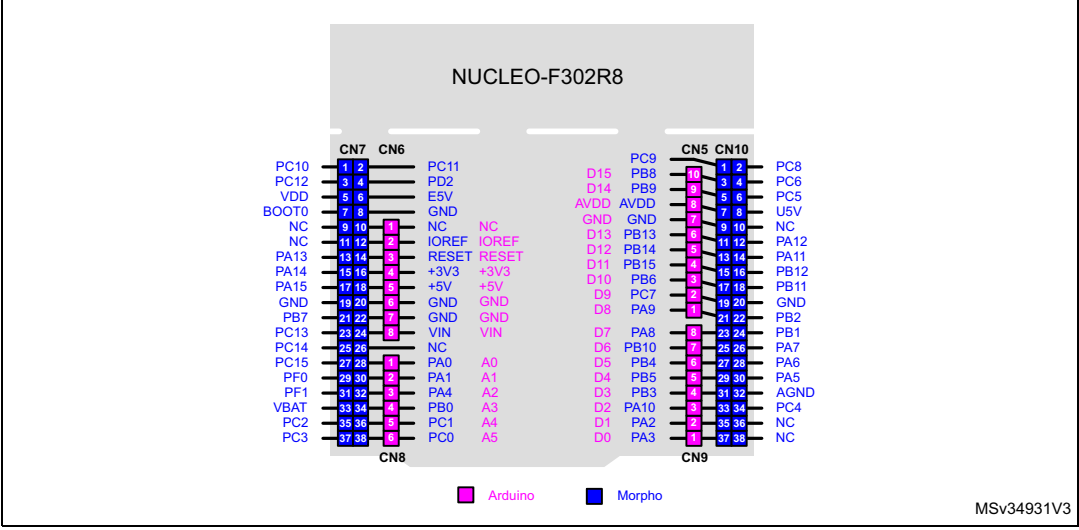 NUCLEO-F302R8
CN7 CN6 CN5 CN10
PC9
PC10 1 2 PC11 1 2 PC8
D15 PB8 10
PC12 3 4 PD2 3 4 PC6
D14 PB9 9
VDD 5 6 E5V 5 6 PC5
AVDD AVDD 8
BOOT0 7 8 GND 7 8 U5V
GND GND 7
NC 9 10 1 NC NC 9 10 NC
D13 PB13 6
NC 11 12 2 IOREF IOREF 11 12 PA12
D12 PB14 5
PA13 13 14 3 RESET RESET 13 14 PA11
D11 PB15 4
PA14 15 16 4 +3V3 +3V3 15 16 PB12
D10 PB6 3
PA15 17 18 5 +5V +5V 17 18 PB11
D9 PC7 2
GND 19 20 6 GND GND 19 20 GND
D8 PA9 1
PB7 21 22 7 GND GND 21 22 PB2
PC13 23 24 8 VIN VIN D7 PA8 8 23 24 PB1
PC14 25 26 NC D6 PB10 7 25 26 PA7
PC15 27 28 1 PA0 A0 D5 PB4 6 27 28 PA6
PF0 29 30 2 PA1 A1 D4 PB5 5 29 30 PA5
PF1 31 32 3 PA4 A2 D3 PB3 4 31 32 AGND
VBAT 33 34 4 PB0 A3 D2 PA10 3 33 34 PC4
PC2 35 36 5 PC1 A4 D1 PA2 2 35 36 NC
PC3 37 38 6 PC0 A5 D0 PA3 1 37 38 NC
CN8 CN9
Arduino Morpho
MSv34931V3